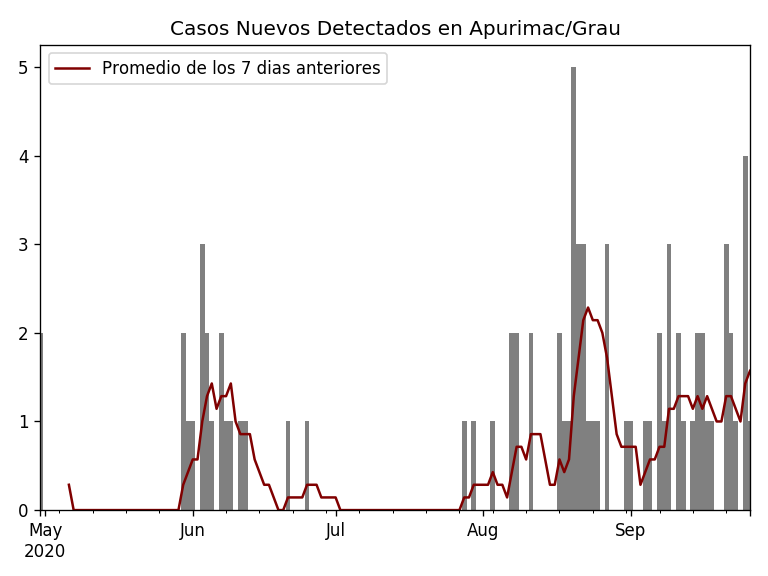 Casos Nuevos Detectados en Apurimac/Grau
Promedio de los 7 dias anteriores
5
4
3
2
1
0
May Jun Jul Aug Sep
2020